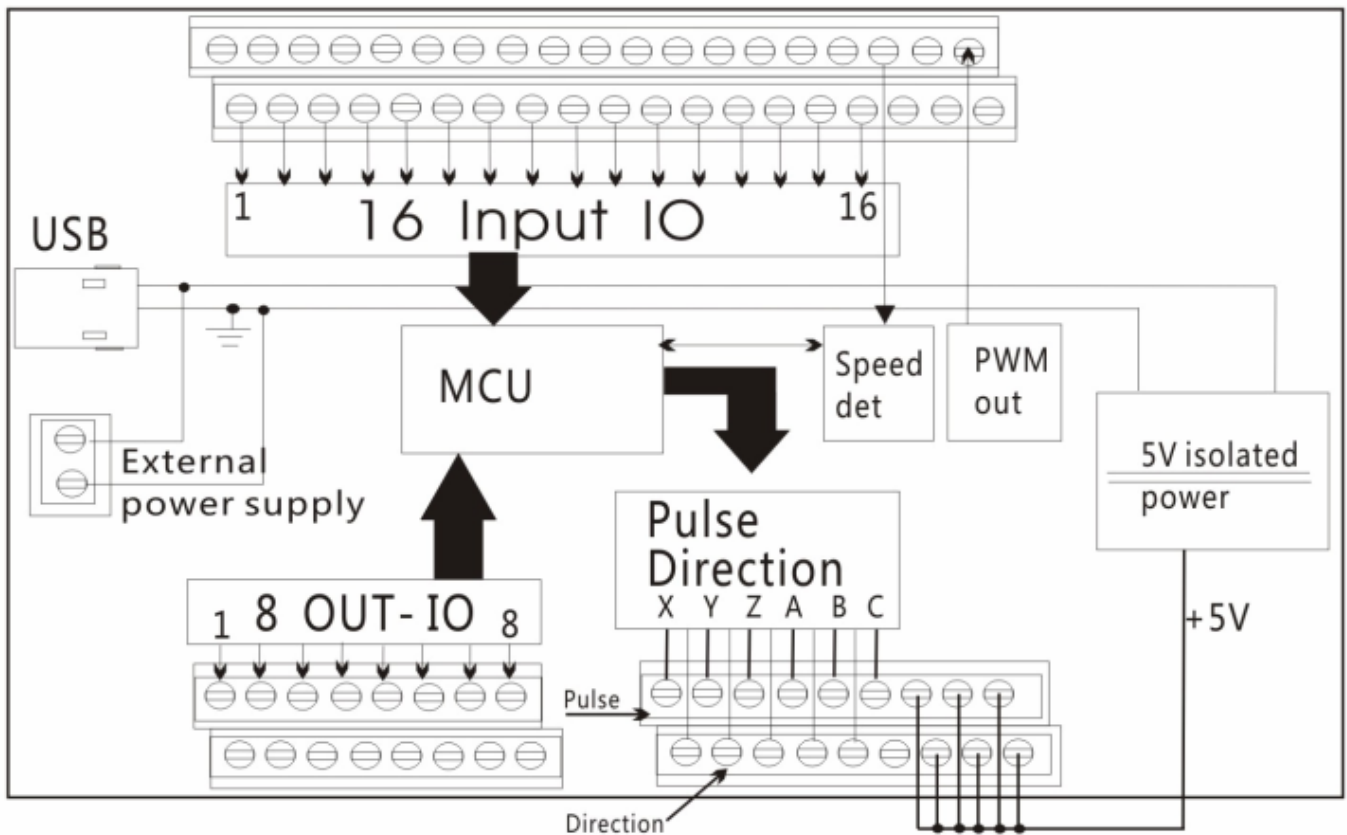 1 16 Input IO 16
USB
MCU
Speed
det
PWM
out
External
power supply
5V isolated
power
Pulse
Direction
X Y Z A B C
1 8 OUT-IO 8
+5V
Pulse
Direction